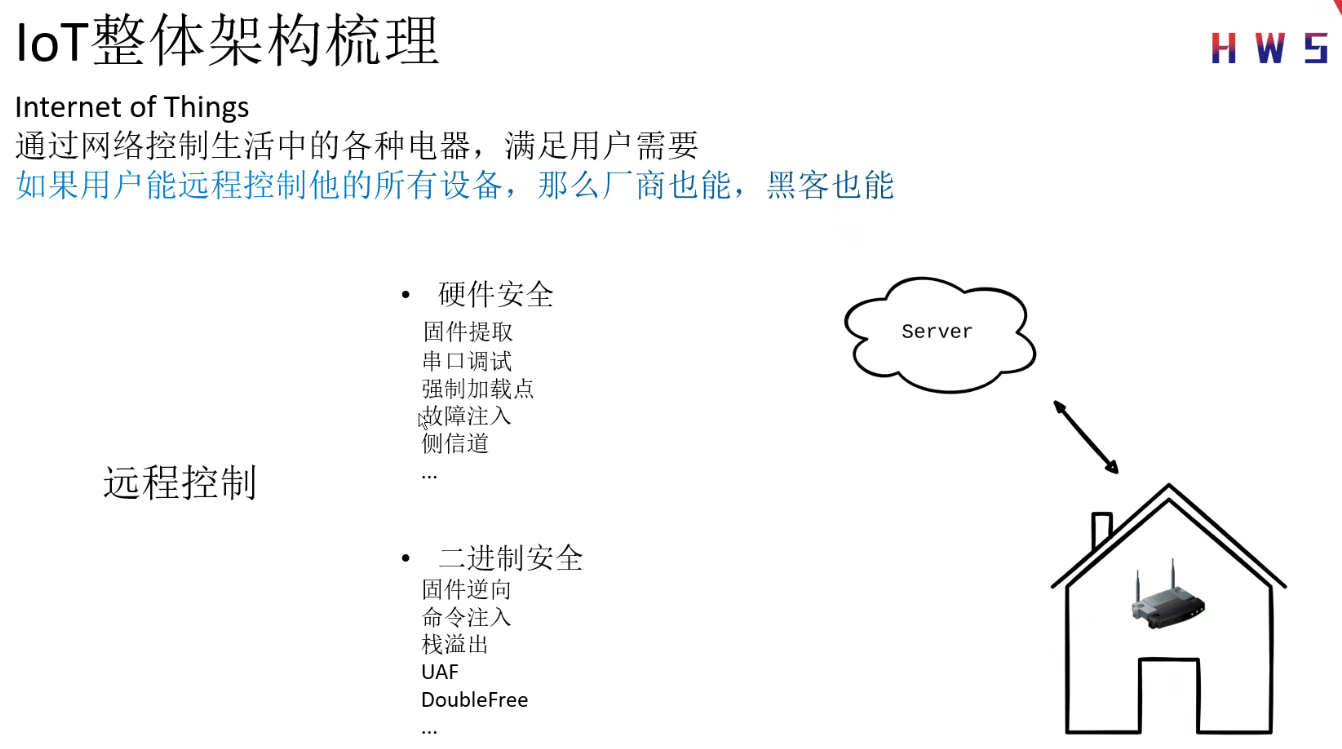 IoT整体架构梳理
H W S
Internet of Things
通过网络控制生活中的各种电器，满足用户需要
如果用户能远程控制他的所有设备，那么厂商也能，黑客也能
远程控制
• 硬件安全
固件提取
串口调试
强制加载点
故障注入
侧信道
...
• 二进制安全
固件逆向
命令注入
栈溢出
UAF
DoubleFree
...
Server